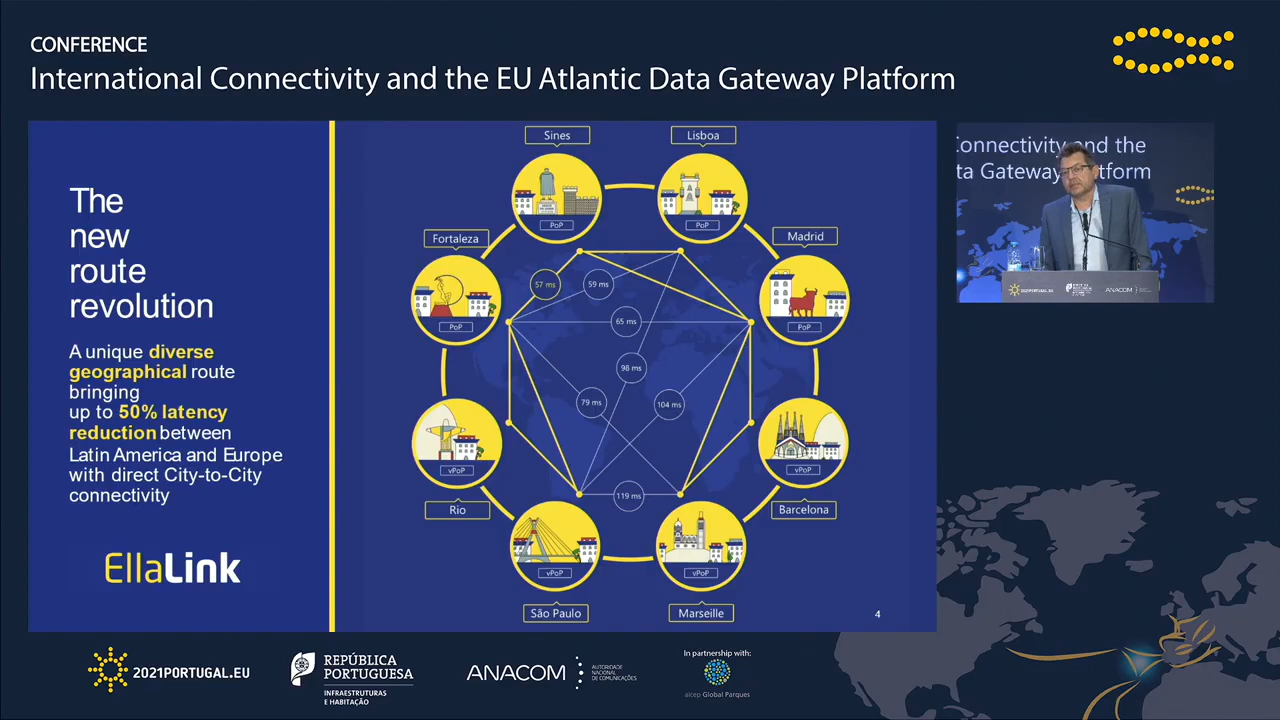 CONFERENCE
International Connectivity and the EU Atlantic Data Gateway Platform
The
new
route
revolution
A unique diverse
geographical route
bringing
up to 50% latency
reduction between
Latin America and Europe
with direct City-to-City
connectivity
EllaLink
Sines
Lisboa
PoP
PoP
Fortaleza
Madrid
PoP
PoP
57 ms
59 ms
65 ms
98 ms
79 ms
104 ms
119 ms
vPoP
vPoP
Rio
Barcelona
vPoP
vPoP
São Paulo
Marseille
4
Connectivity and the
ta Gateway Platform
2021PORTUGAL.EU
ANACOM
2021PORTUGAL.EU
REPÚBLICA
PORTUGUESA
INFRAESTRUTURAS
E HABITAÇÃO
ANACOM
AUTORIDADE
NACIONAL
DE COMUNICAÇÕES
In partnership with:
aicep Global Parques